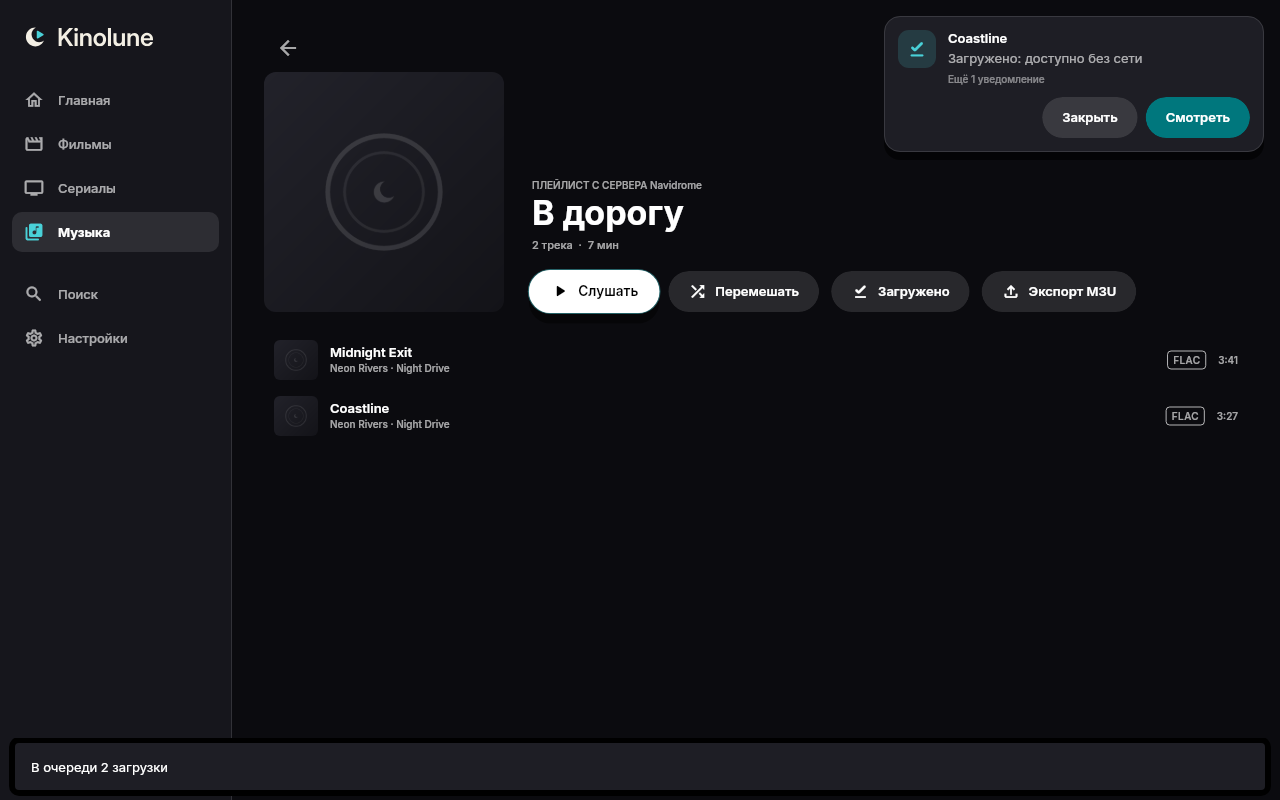 Kinolune
Главная
Фильмы
Сериалы
Музыка
Поиск
Настройки
Coastline
Загружено: доступно без сети
Ещё 1 уведомление
Закрыть
Смотреть
ПЛЕЙЛИСТ С СЕРВЕРА Navidrome
В дорогу
2 трека · 7 мин
Слушать
Перемешать
Загружено
Экспорт M3U
Midnight Exit
Neon Rivers · Night Drive
FLAC 3:41
Coastline
Neon Rivers · Night Drive
FLAC 3:27
В очереди 2 загрузки